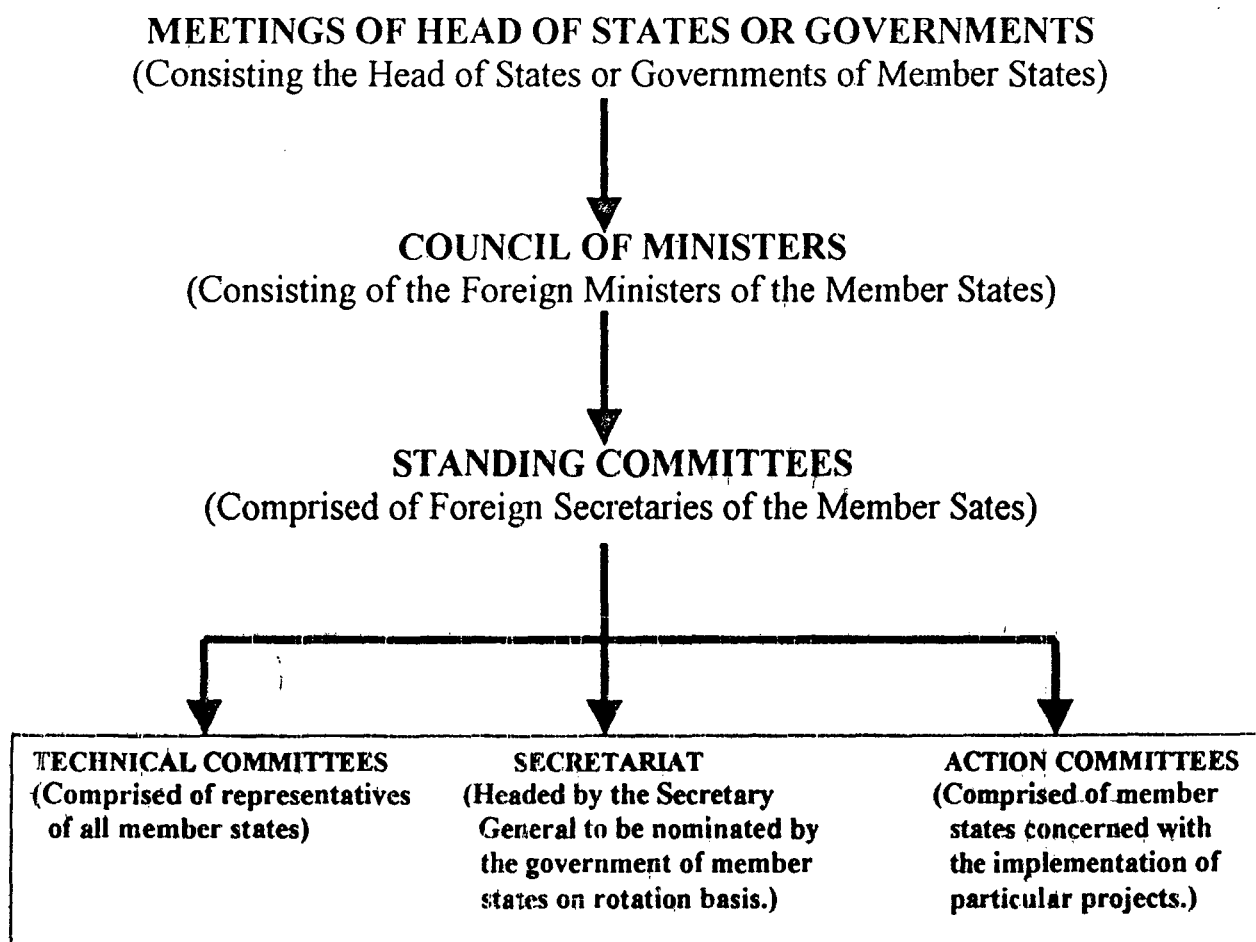 MEETINGS OF HEAD OF STATES OR GOVERNMENTS
(Consisting the Head of States or Governments of Member States)
COUNCIL OF MINISTERS
(Consisting of the Foreign Ministers of the Member States)
STANDING COMMITTEES
(Comprised of Foreign Secretaries of the Member Sates)
TECHNICAL COMMITTEES
(Comprised of representatives
of all member states)
SECRETARIAT
(Headed by the Secretary
General to be nominated by
the government of member
states on rotation basis.)
ACTION COMMITTEES
(Comprised of member
states concerned with
the implementation of
particular projects.)